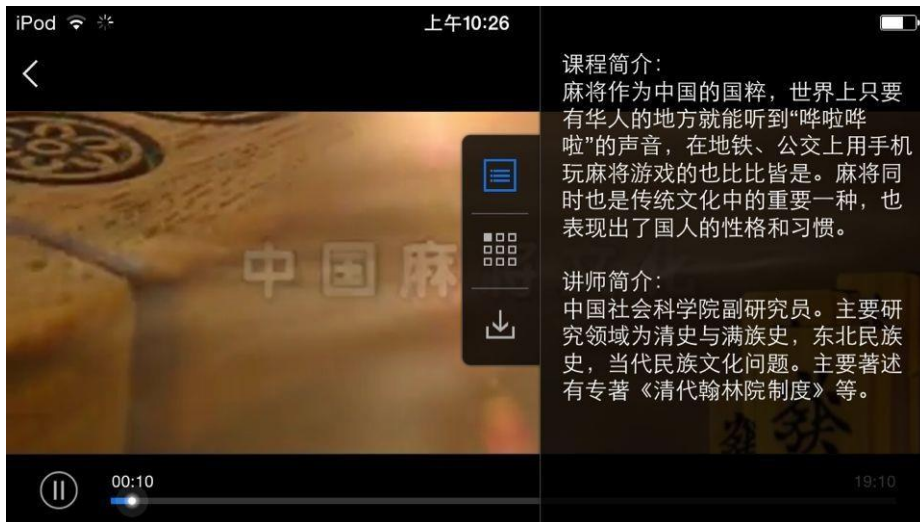 iPod
上午10:26
课程简介：
麻将作为中国的国粹，世界上只要
有华人的地方就能听到“哗啦哗
啦”的声音，在地铁、公交上用手机
玩麻将游戏的也比比皆是。麻将同
时也是传统文化中的重要一种，也
表现出了国人的性格和习惯。
讲师简介：
中国社会科学院副研究员。主要研
究领域为清史与满族史，东北民族
史，当代民族文化问题。主要著述
有专著《清代翰林院制度》等。
中国麻将文化
00:10
19:10